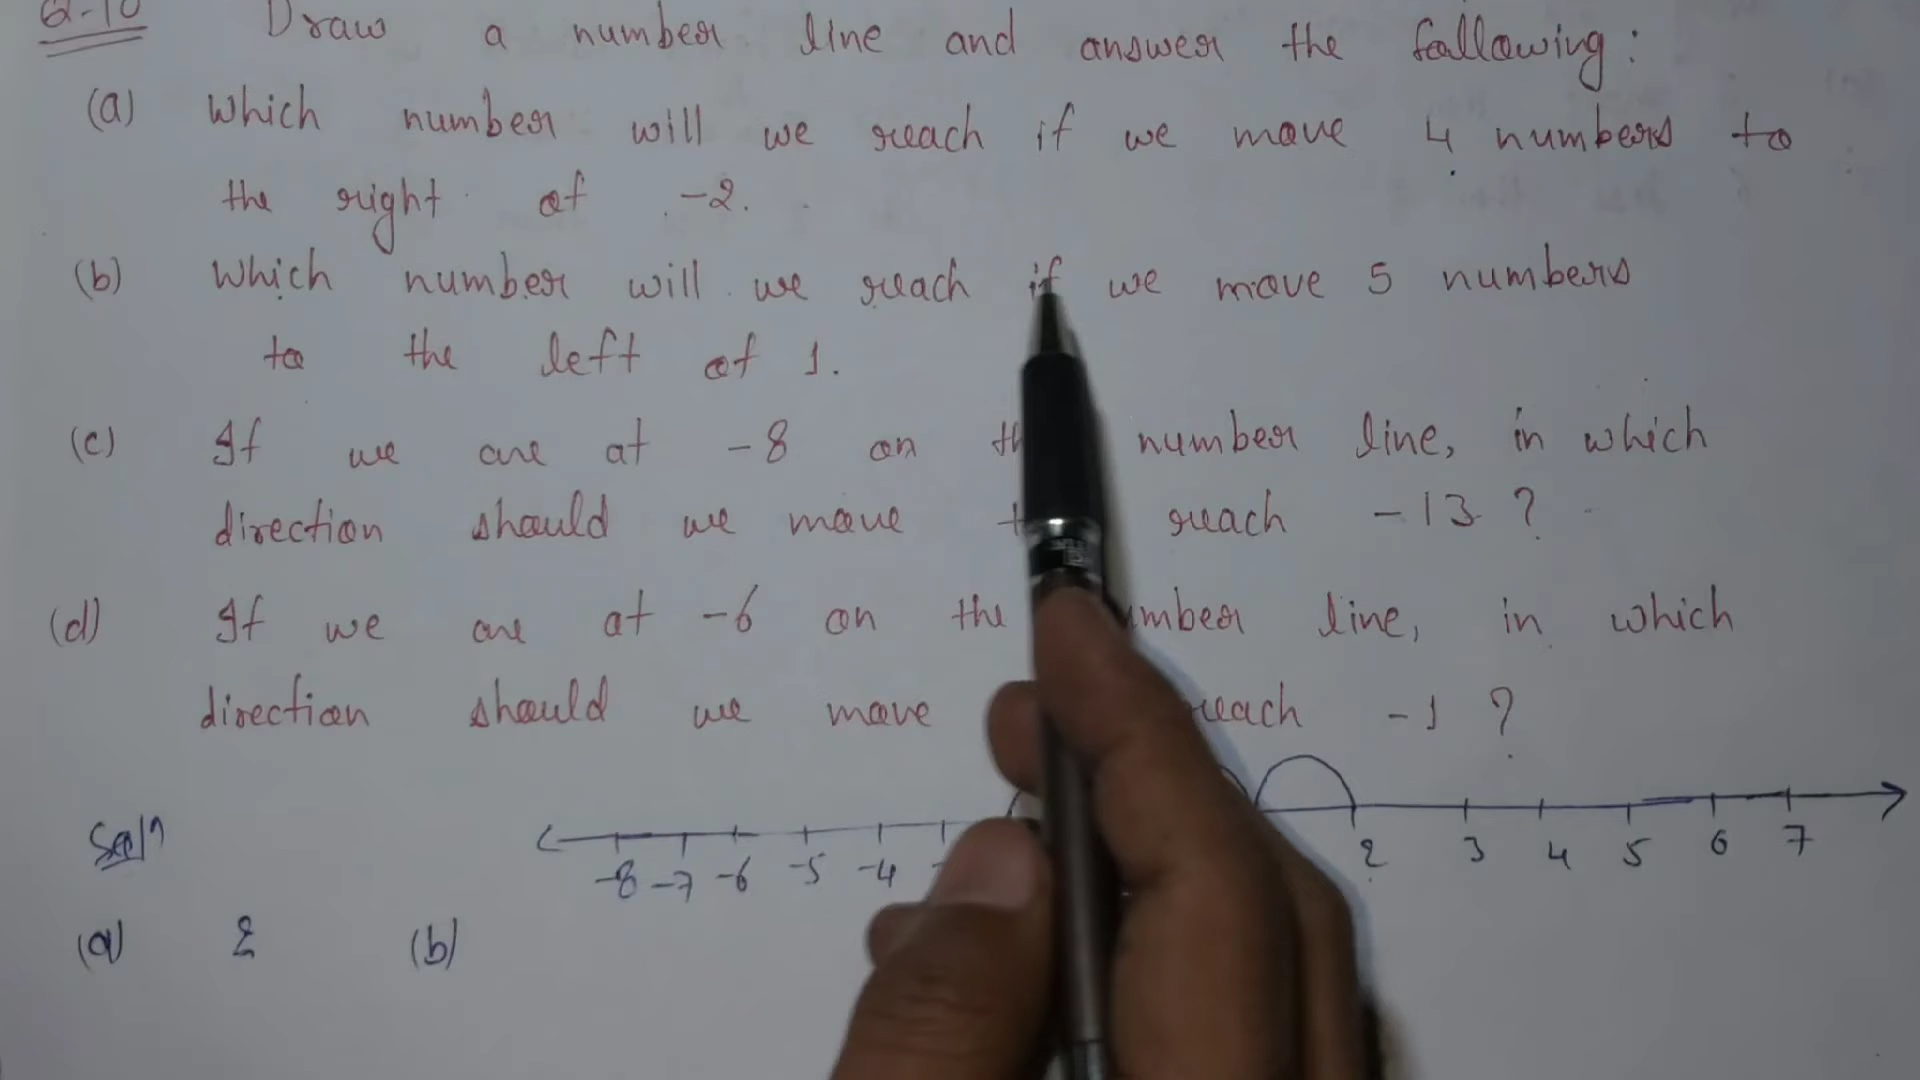 Q-10 Draw a number line and answer the following :
(a) Which number will we reach if we move 4 numbers to
the right of -2.
(b) Which number will we reach if we move 5 numbers
to the left of 1.
(c) If we are at -8 on number line, in which
direction should we move reach -13 ?
(d) If we are at -6 on the line, in which
direction should we move -1 ?
Sol?
-8 -7 -6 -5 -4 2 3 4 5 6 7
(a) 2 (b)